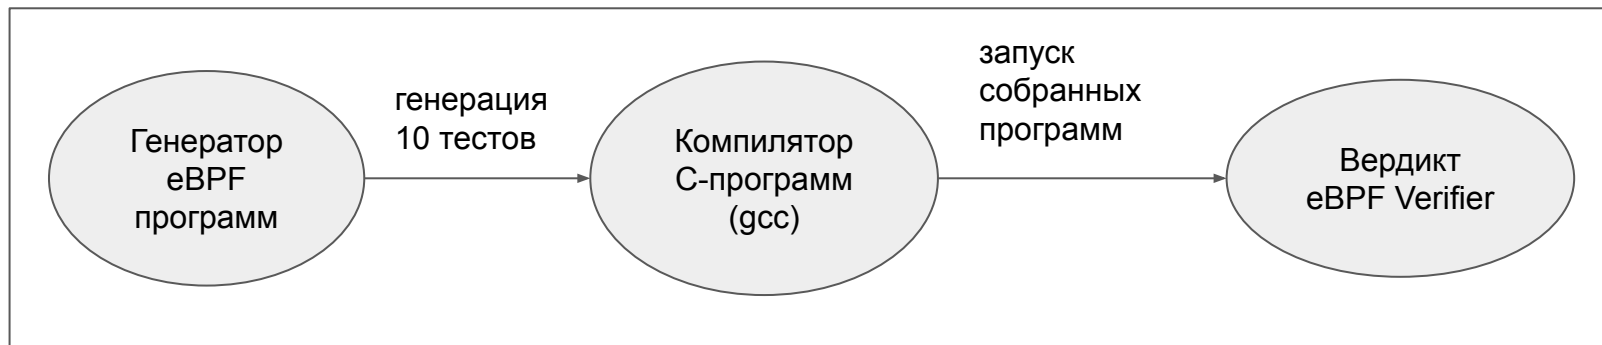 Генератор
eBPF
программ
генерация
10 тестов
Компилятор
С-программ
(gcc)
запуск
собранных
программ
Вердикт
eBPF Verifier